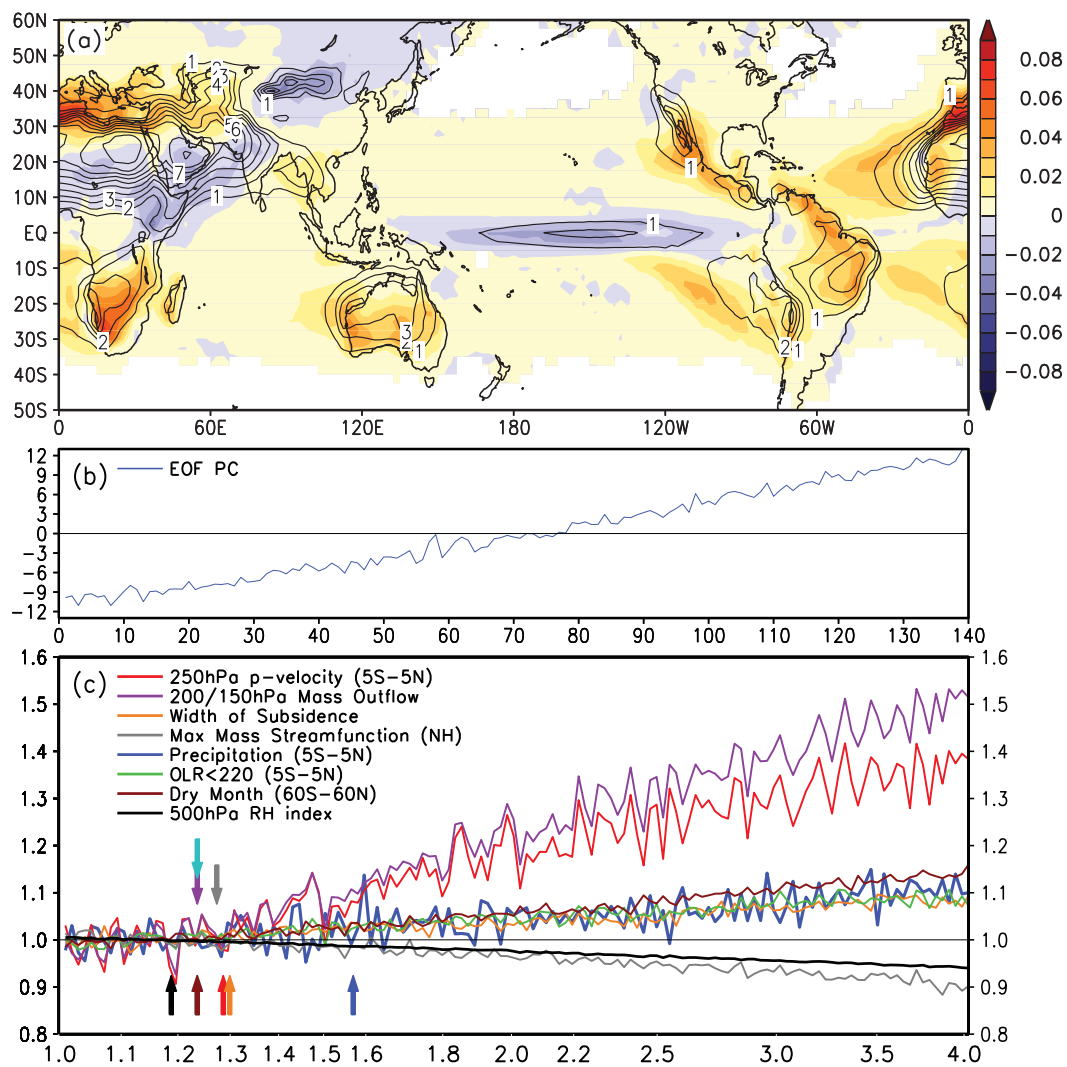 (a)
60N
50N
40N
30N
20N
10N
EQ
10S
20S
30S
40S
50S
0 60E 120E 180 120W 60W 0
0.08
0.06
0.04
0.02
0
−0.02
−0.04
−0.06
−0.08
1
4
1
5
6
7
3
2
1
2
3
1
1
1
1
2
1
1
(b)
EOF PC
12
9
6
3
0
−3
−6
−9
−12
0 10 20 30 40 50 60 70 80 90 100 110 120 130 140
(c)
250hPa p−velocity (5S−5N)
200/150hPa Mass Outflow
Width of Subsidence
Max Mass Streamfunction (NH)
Precipitation (5S−5N)
OLR<220 (5S−5N)
Dry Month (60S−60N)
500hPa RH index
1.6 1.6
1.5 1.5
1.4 1.4
1.3 1.3
1.2 1.2
1.1 1.1
1.0 1.0
0.9 0.9
0.8 0.8
1.0 1.1 1.2 1.3 1.4 1.5 1.6 1.8 2.0 2.2 2.5 3.0 3.5 4.0